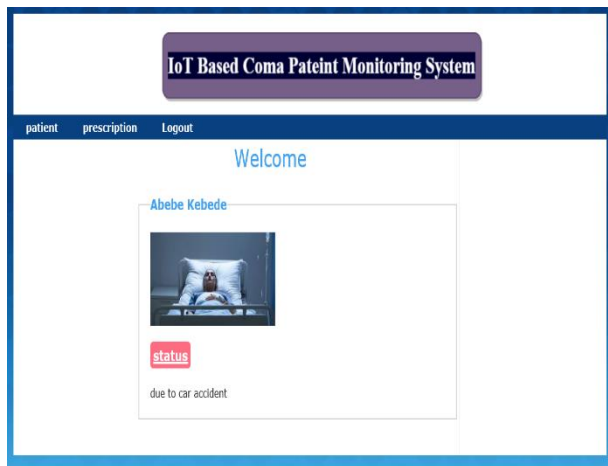 IoT Based Coma Pateint Monitoring System
patient prescription Logout
Welcome
Abebe Kebede
status
due to car accident